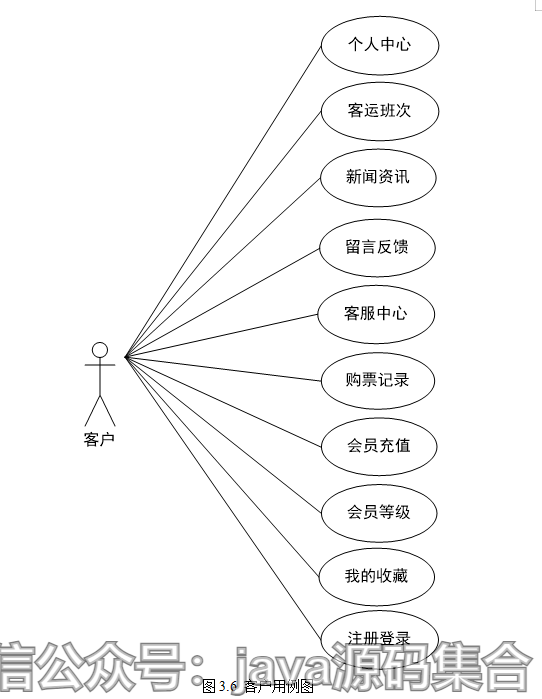 个人中心
客运班次
新闻资讯
留言反馈
客服中心
购票记录
客户
会员充值
会员等级
我的收藏
注册登录
信公众号：java源码集合
图 3.6 客户用例图